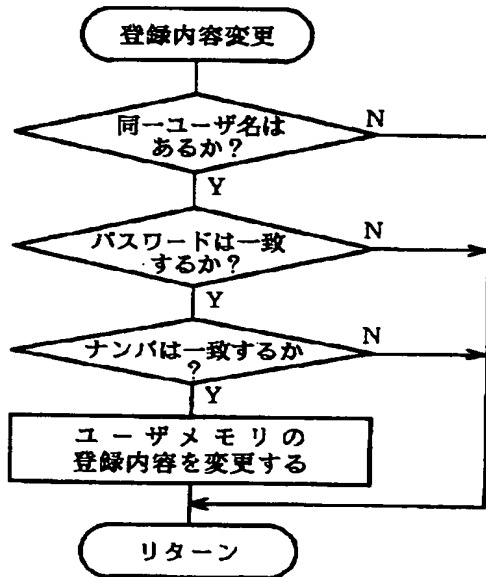 登録内容変更
同一ユーザ名は
あるか？
N
Y
パスワードは一致
するか？
N
Y
ナンバは一致するか
？
N
Y
ユーザメモリの
登録内容を変更する
リターン